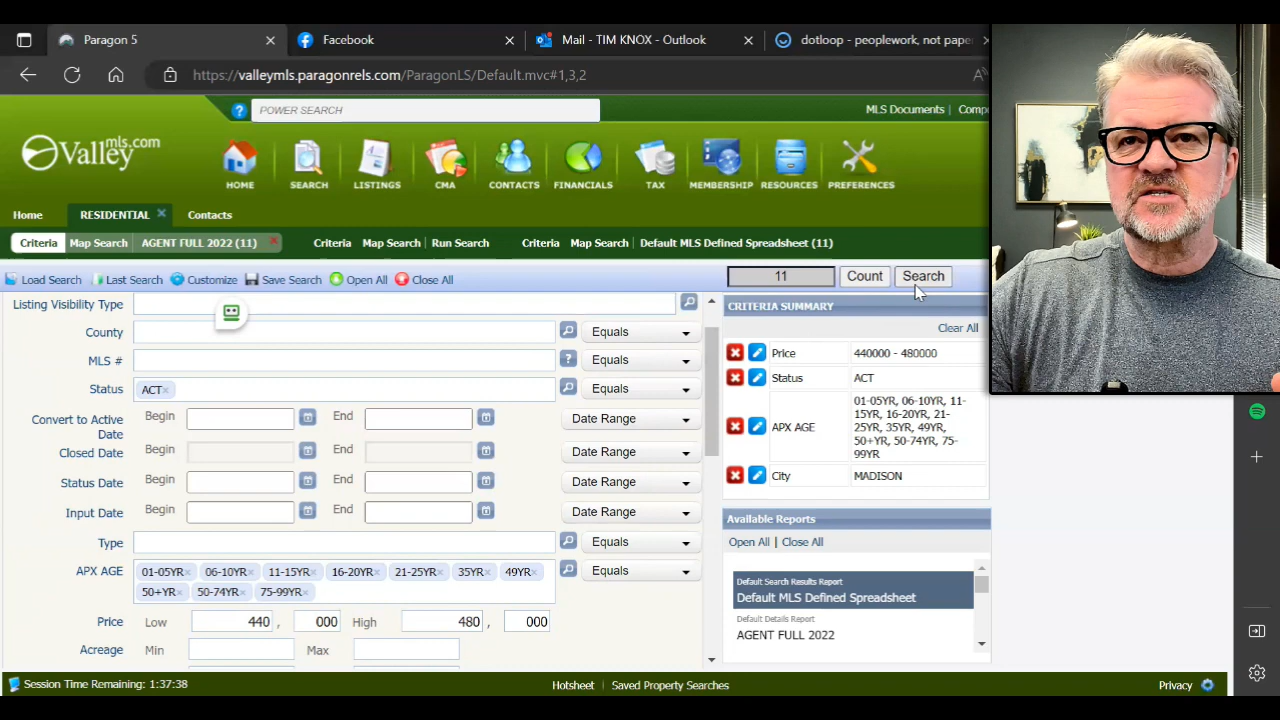 Paragon 5
Facebook
Mail - TIM KNOX - Outlook
dotloop - peoplework, not pape
https://valleymls.paragonrels.com/ParagonLS/Default.mvc#1,3,2
POWER SEARCH
MLS Documents | Comp
Valley mls.com
HOME SEARCH LISTINGS CMA CONTACTS FINANCIALS TAX MEMBERSHIP RESOURCES PREFERENCES
Home RESIDENTIAL Contacts
Criteria Map Search AGENT FULL 2022 (11) Criteria Map Search Run Search Criteria Map Search Default MLS Defined Spreadsheet (11)
Load Search Last Search Customize Save Search Open All Close All
11 Count Search
Listing Visibility Type
County Equals
MLS # ? Equals
Status ACT× Equals
Convert to Active Date Begin End Date Range
Closed Date Begin End Date Range
Status Date Begin End Date Range
Input Date Begin End Date Range
Type Equals
APX AGE 01-05YR× 06-10YR× 11-15YR× 16-20YR× 21-25YR× 35YR× 49YR× Equals
50+YR× 50-74YR× 75-99YR×
Price Low 440 , 000 High 480 , 000
Acreage Min Max
CRITERIA SUMMARY
Clear All
Price 440000 - 480000
Status ACT
APX AGE 01-05YR, 06-10YR, 11-
15YR, 16-20YR, 21-
25YR, 35YR, 49YR,
50+YR, 50-74YR, 75-
99YR
City MADISON
Available Reports
Open All | Close All
Default Search Results Report
Default MLS Defined Spreadsheet
Default Details Report
AGENT FULL 2022
Session Time Remaining: 1:37:38
Hotsheet | Saved Property Searches
Privacy